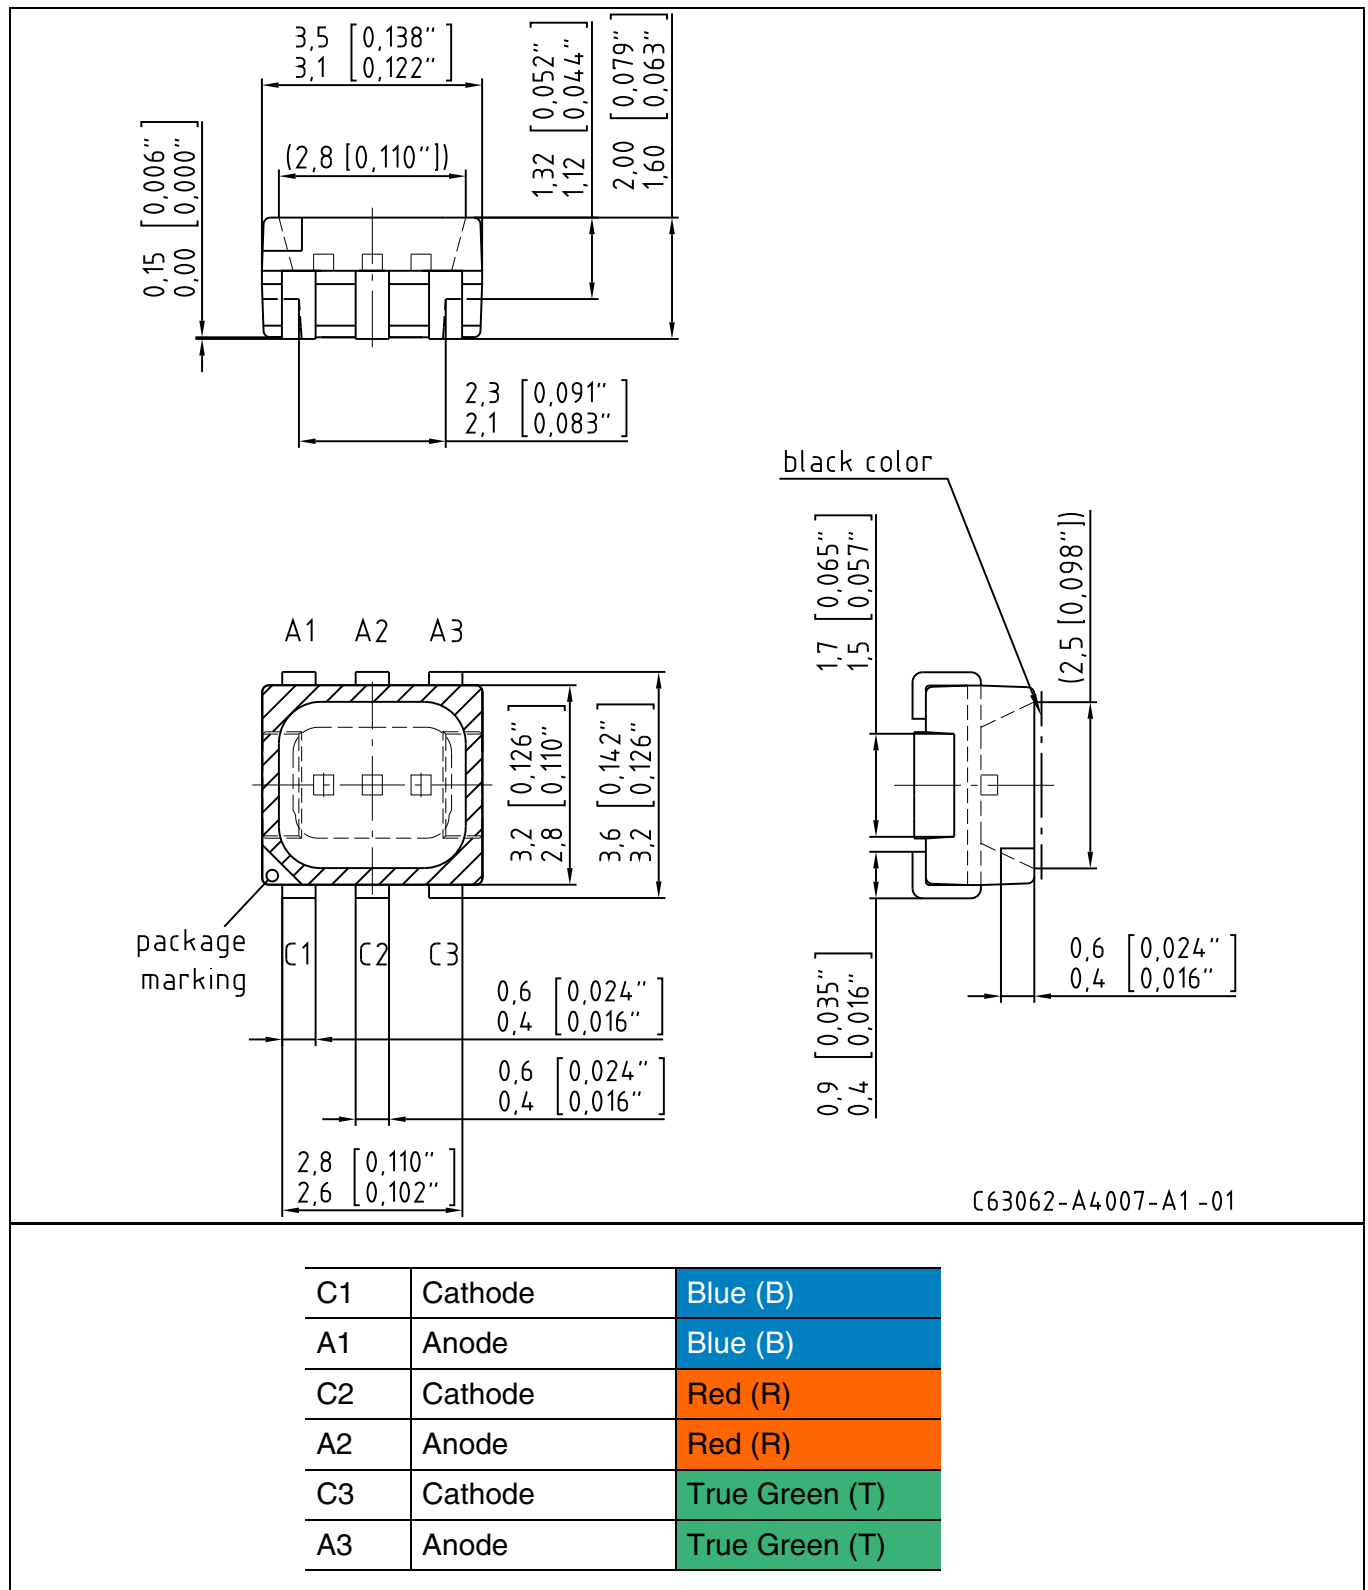 3,5 [0,138"
3,1 [0,122"]
(2,8 [0,110"])
0,15 [0,006"]
0,00 [0,000"]
1,32 [0,052"]
1,12 [0,044"]
2,00 [0,079"]
1,60 [0,063"]
2,3 [0,091"]
2,1 [0,083"]
black color
1,7 [0,065"]
1,5 [0,057"]
(2,5 [0,098"])
A1 A2 A3
3,2 [0,126"]
2,8 [0,110"]
3,6 [0,142"]
3,2 [0,126"]
package
marking
C1 C2 C3
0,6 [0,024"]
0,4 [0,016"]
0,6 [0,024"]
0,4 [0,016"]
2,8 [0,110"]
2,6 [0,102"]
0,9 [0,035"]
0,4 [0,016"]
0,6 [0,024"]
0,4 [0,016"]
C63062-A4007-A1-01
C1 Cathode Blue (B)
A1 Anode Blue (B)
C2 Cathode Red (R)
A2 Anode Red (R)
C3 Cathode True Green (T)
A3 Anode True Green (T)